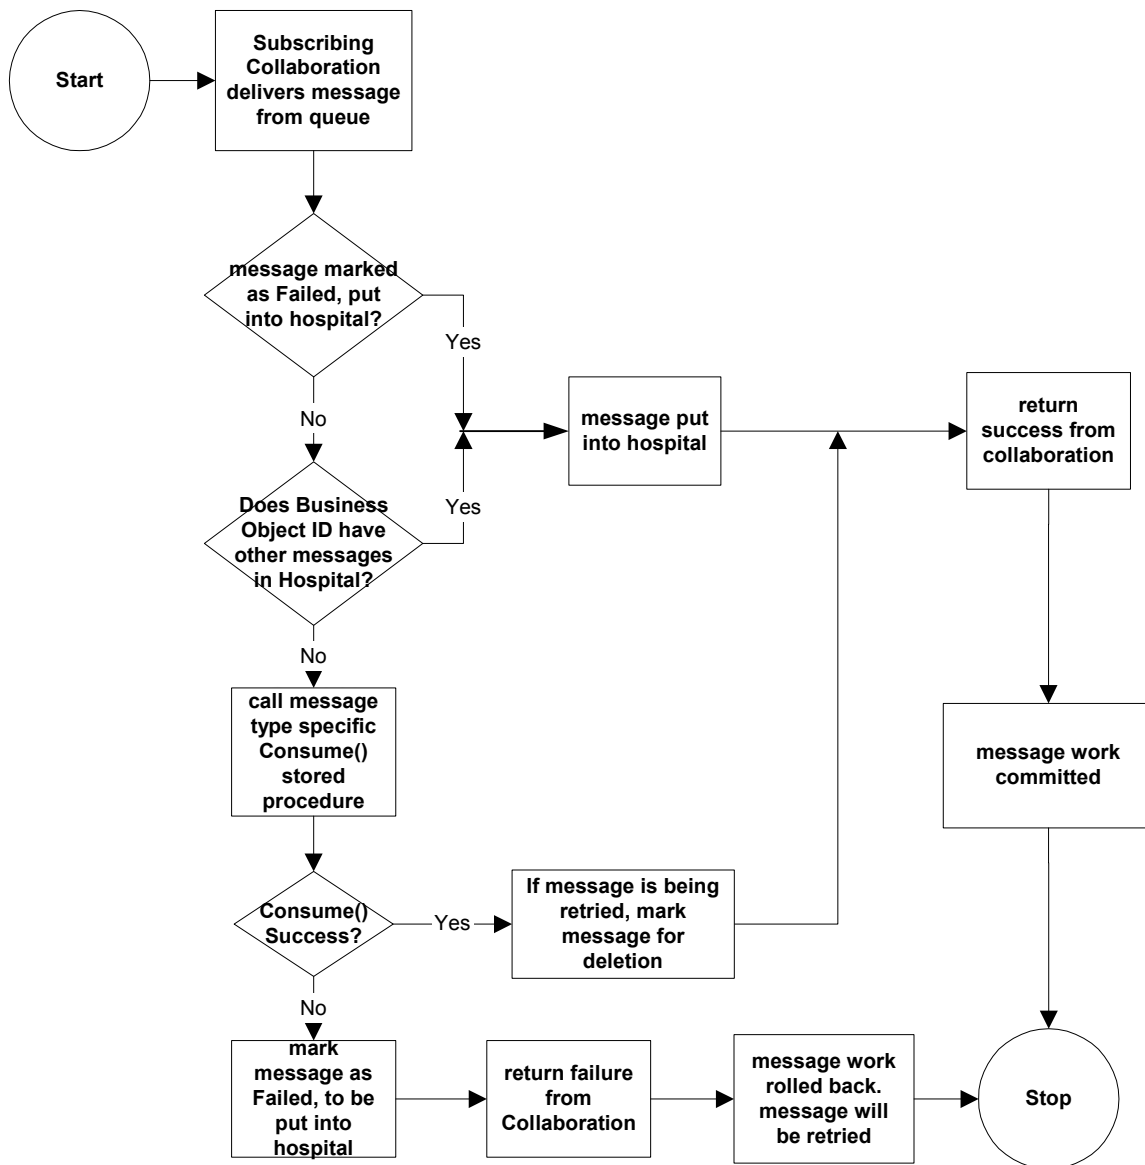 Start
Subscribing
Collaboration
delivers message
from queue
message marked
as Failed, put
into hospital?
Yes
No
message put
into hospital
return
success from
collaboration
Does Business
Object ID have
other messages
in Hospital?
Yes
No
call message
type specific
Consume()
stored
procedure
message work
committed
Consume()
Success?
Yes
If message is being
retried, mark
message for
deletion
No
mark
message as
Failed, to be
put into
hospital
return failure
from
Collaboration
message work
rolled back.
message will
be retried
Stop